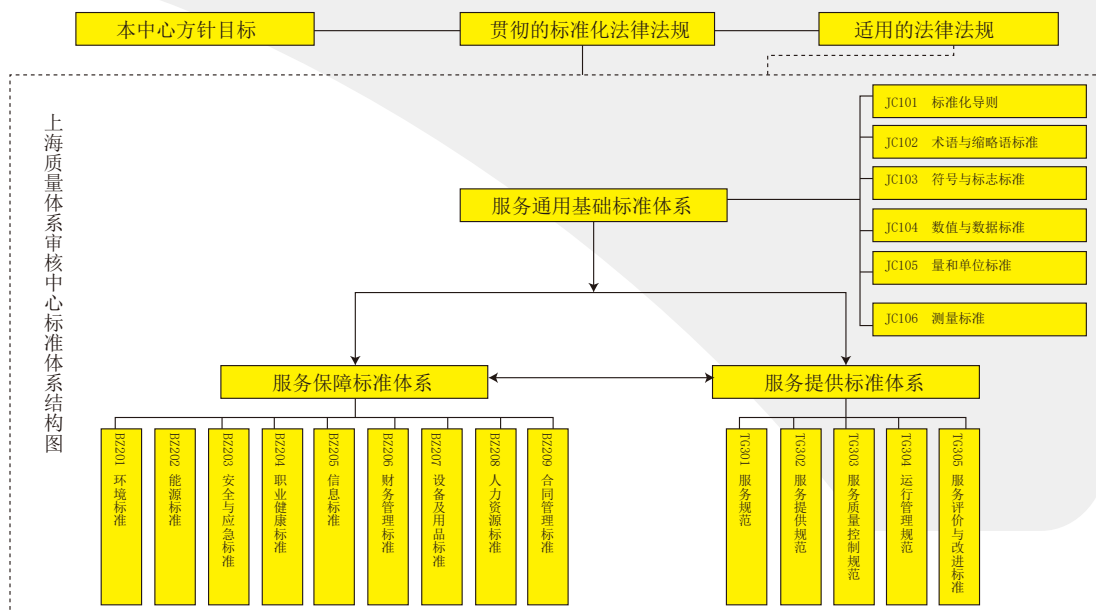 本中心方针目标
贯彻的标准化法律法规
适用的法律法规
上海质量体系审核中心标准体系结构图
JC101 标准化导则
JC102 术语与缩略语标准
JC103 符号与标志标准
JC104 数值与数据标准
JC105 量和单位标准
JC106 测量标准
服务通用基础标准体系
服务保障标准体系
服务提供标准体系
BZ201 环境标准
BZ202 能源标准
BZ203 安全与应急标准
BZ204 职业健康标准
BZ205 信息标准
BZ206 财务管理标准
BZ207 设备及用品标准
BZ208 人力资源标准
BZ209 合同管理标准
TG301 服务规范
TG302 服务提供规范
TG303 服务质量控制规范
TG304 运行管理规范
TG305 服务评价与改进标准